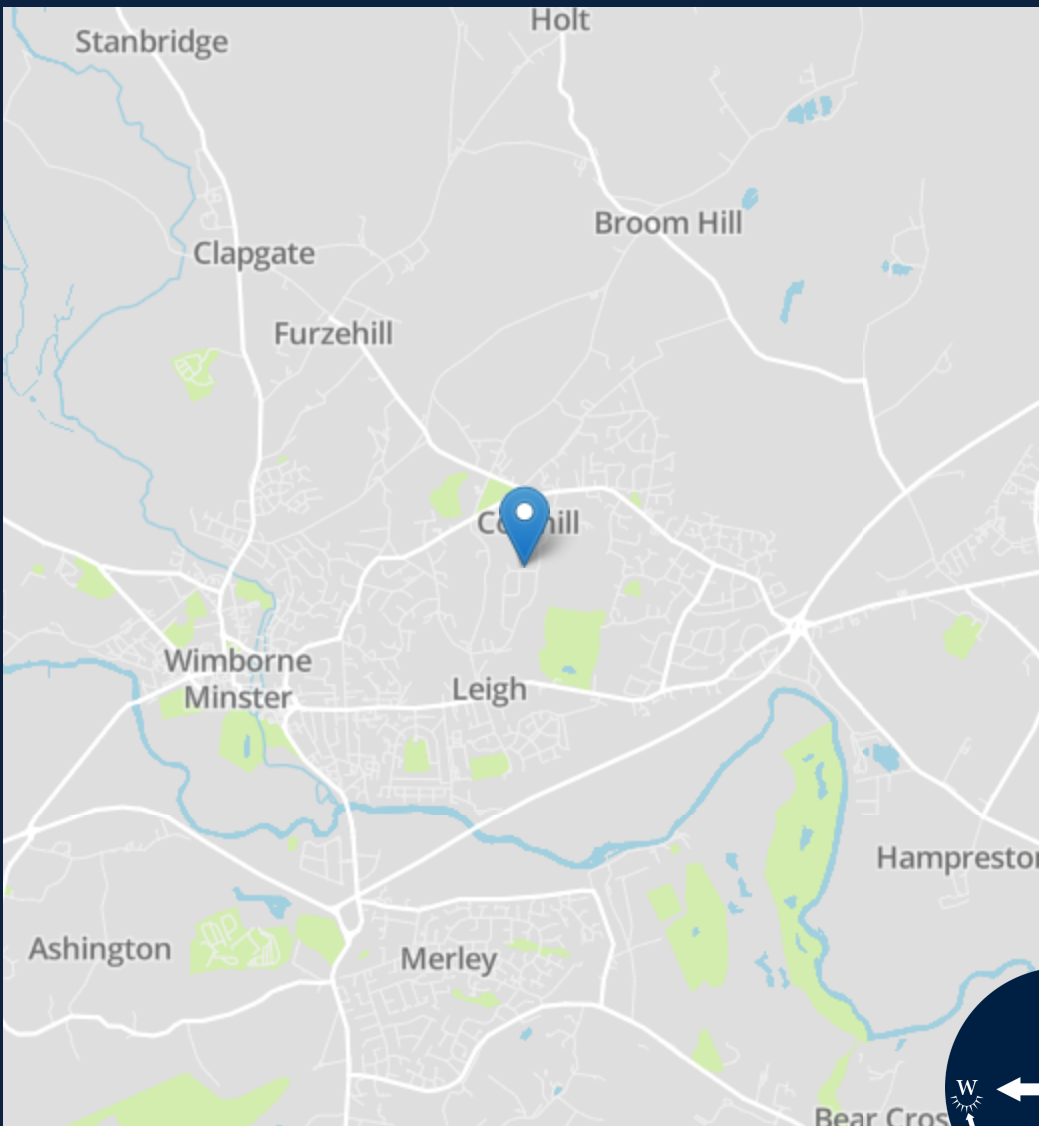 Holt
Stanbridge
Broom Hill
Clapgate
Furzehill
Wimborne
Minster
Leigh
Ashington
Merley
W